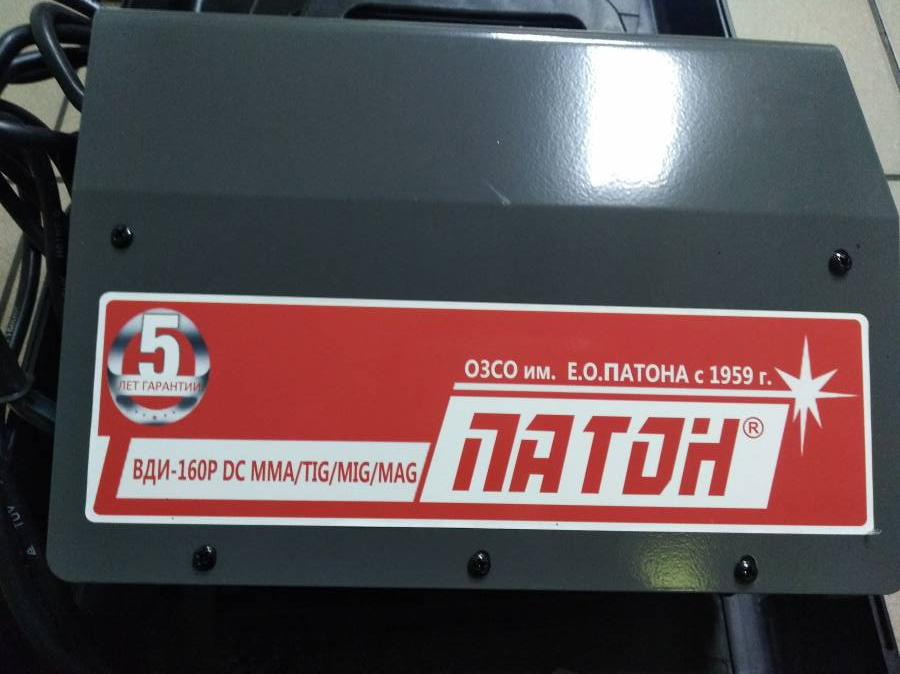 5
ЛЕТ ГАРАНТИИ
ОЗСО им. Е.О.ПАТОНА с 1959 г.
ПАТОН®
ВДИ-160Р DC MMA/TIG/MIG/MAG